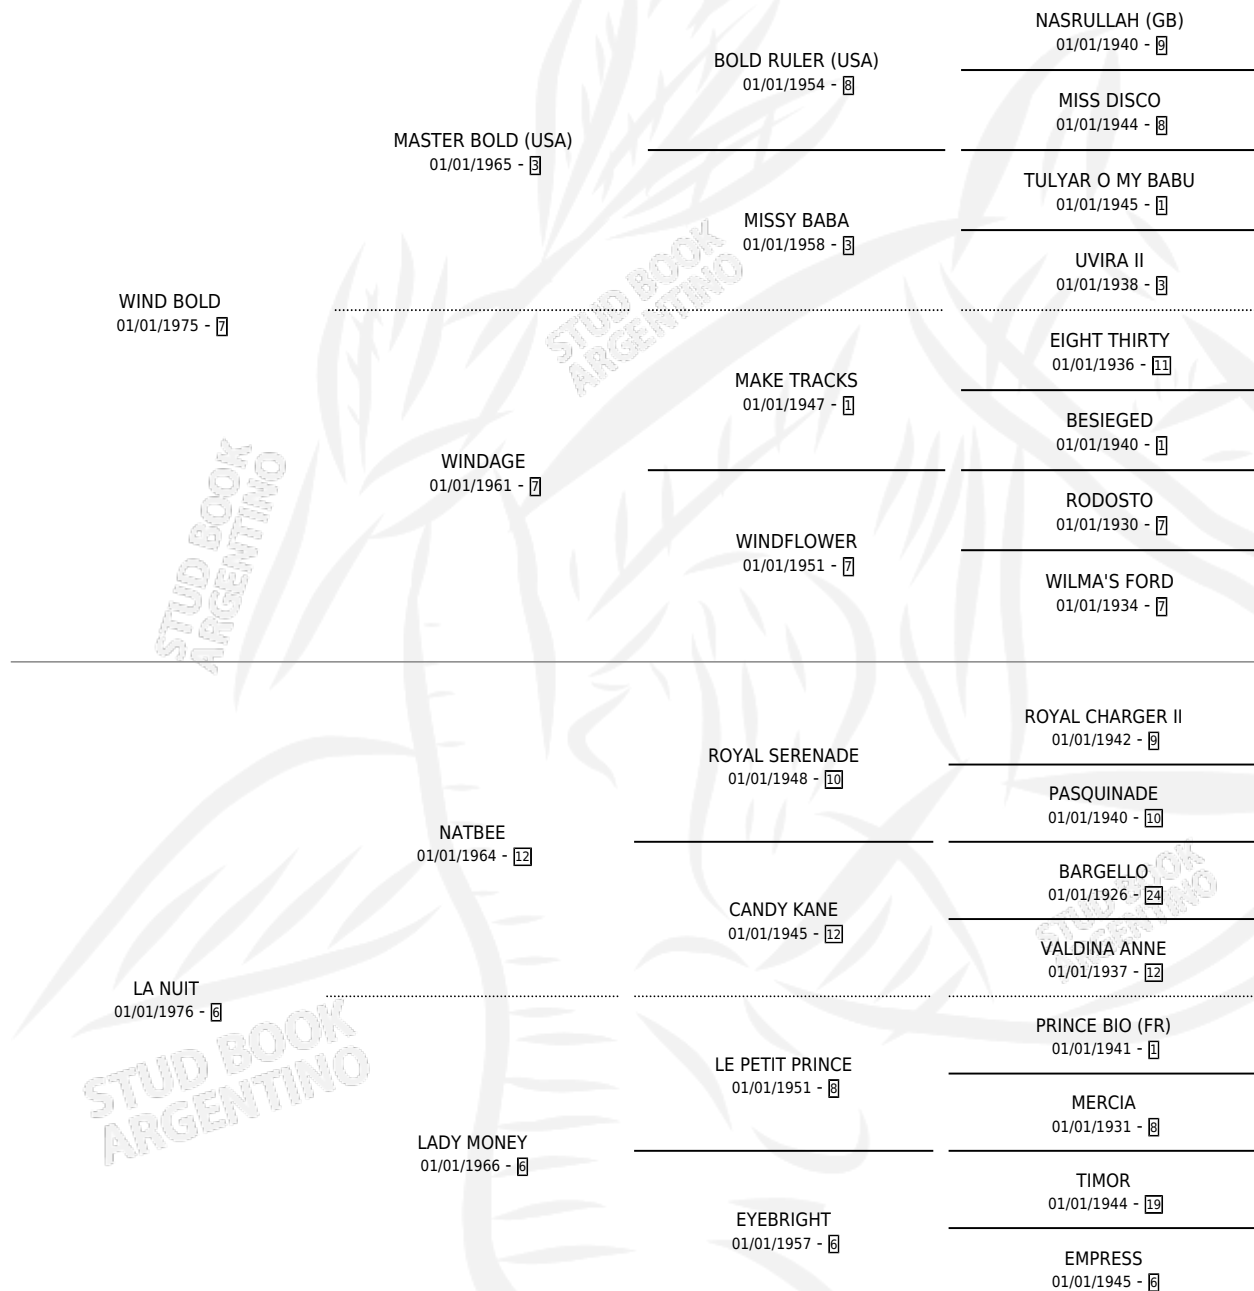 NASRULLAH (GB)
01/01/1940 - 9
BOLD RULER (USA)
01/01/1954 - 8
MISS DISCO
01/01/1944 - 8
MASTER BOLD (USA)
01/01/1965 - 3
TULYAR O MY BABU
01/01/1945 - 1
MISSY BABA
01/01/1958 - 3
UVIRA II
01/01/1938 - 3
WIND BOLD
01/01/1975 - 7
EIGHT THIRTY
01/01/1936 - 11
MAKE TRACKS
01/01/1947 - 1
BESIEGED
01/01/1940 - 1
WINDAGE
01/01/1961 - 7
RODOSTO
01/01/1930 - 7
WINDFLOWER
01/01/1951 - 7
WILMA'S FORD
01/01/1934 - 7
ROYAL CHARGER II
01/01/1942 - 9
ROYAL SERENADE
01/01/1948 - 10
PASQUINADE
01/01/1940 - 10
NATBEE
01/01/1964 - 12
BARGELLO
01/01/1926 - 24
CANDY KANE
01/01/1945 - 12
VALDINA ANNE
01/01/1937 - 12
LA NUIT
01/01/1976 - 6
PRINCE BIO (FR)
01/01/1941 - 1
LE PETIT PRINCE
01/01/1951 - 8
MERCIA
01/01/1931 - 8
LADY MONEY
01/01/1966 - 6
TIMOR
01/01/1944 - 19
EYEBRIGHT
01/01/1957 - 6
EMPRESS
01/01/1945 - 6
STUD BOOK
ARGENTINO
STUD BOOK
ARGENTINO
STUD BOOK
ARGENTINO
STUD BOOK
ARGENTINO